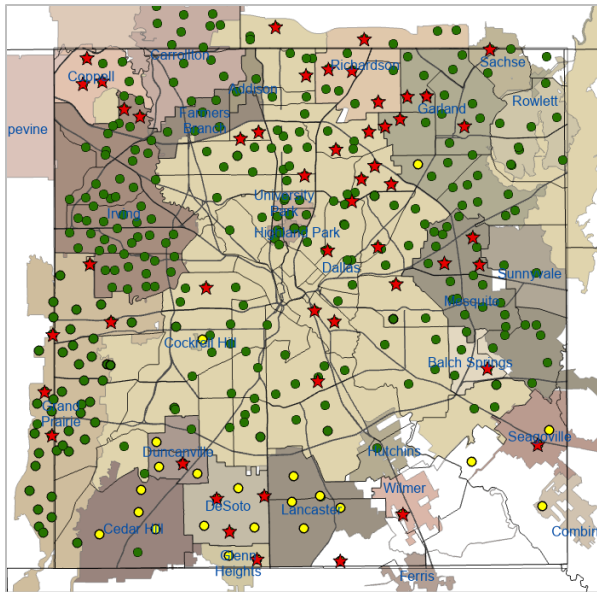 Carrollton
Richardson
Sachse
Coppell
Addison
Rowlett
Garland
Farmers
Branch
pevine
University
Park
Irving
Highland Park
Dallas
Sunnyvale
Mesquite
Cockrell Hill
Balch Springs
Grand
Prairie
Seagoville
Duncanville
Hutchins
Wilmer
DeSoto
Lancaster
Cedar Hill
Combin
Glenn
Heights
Ferris